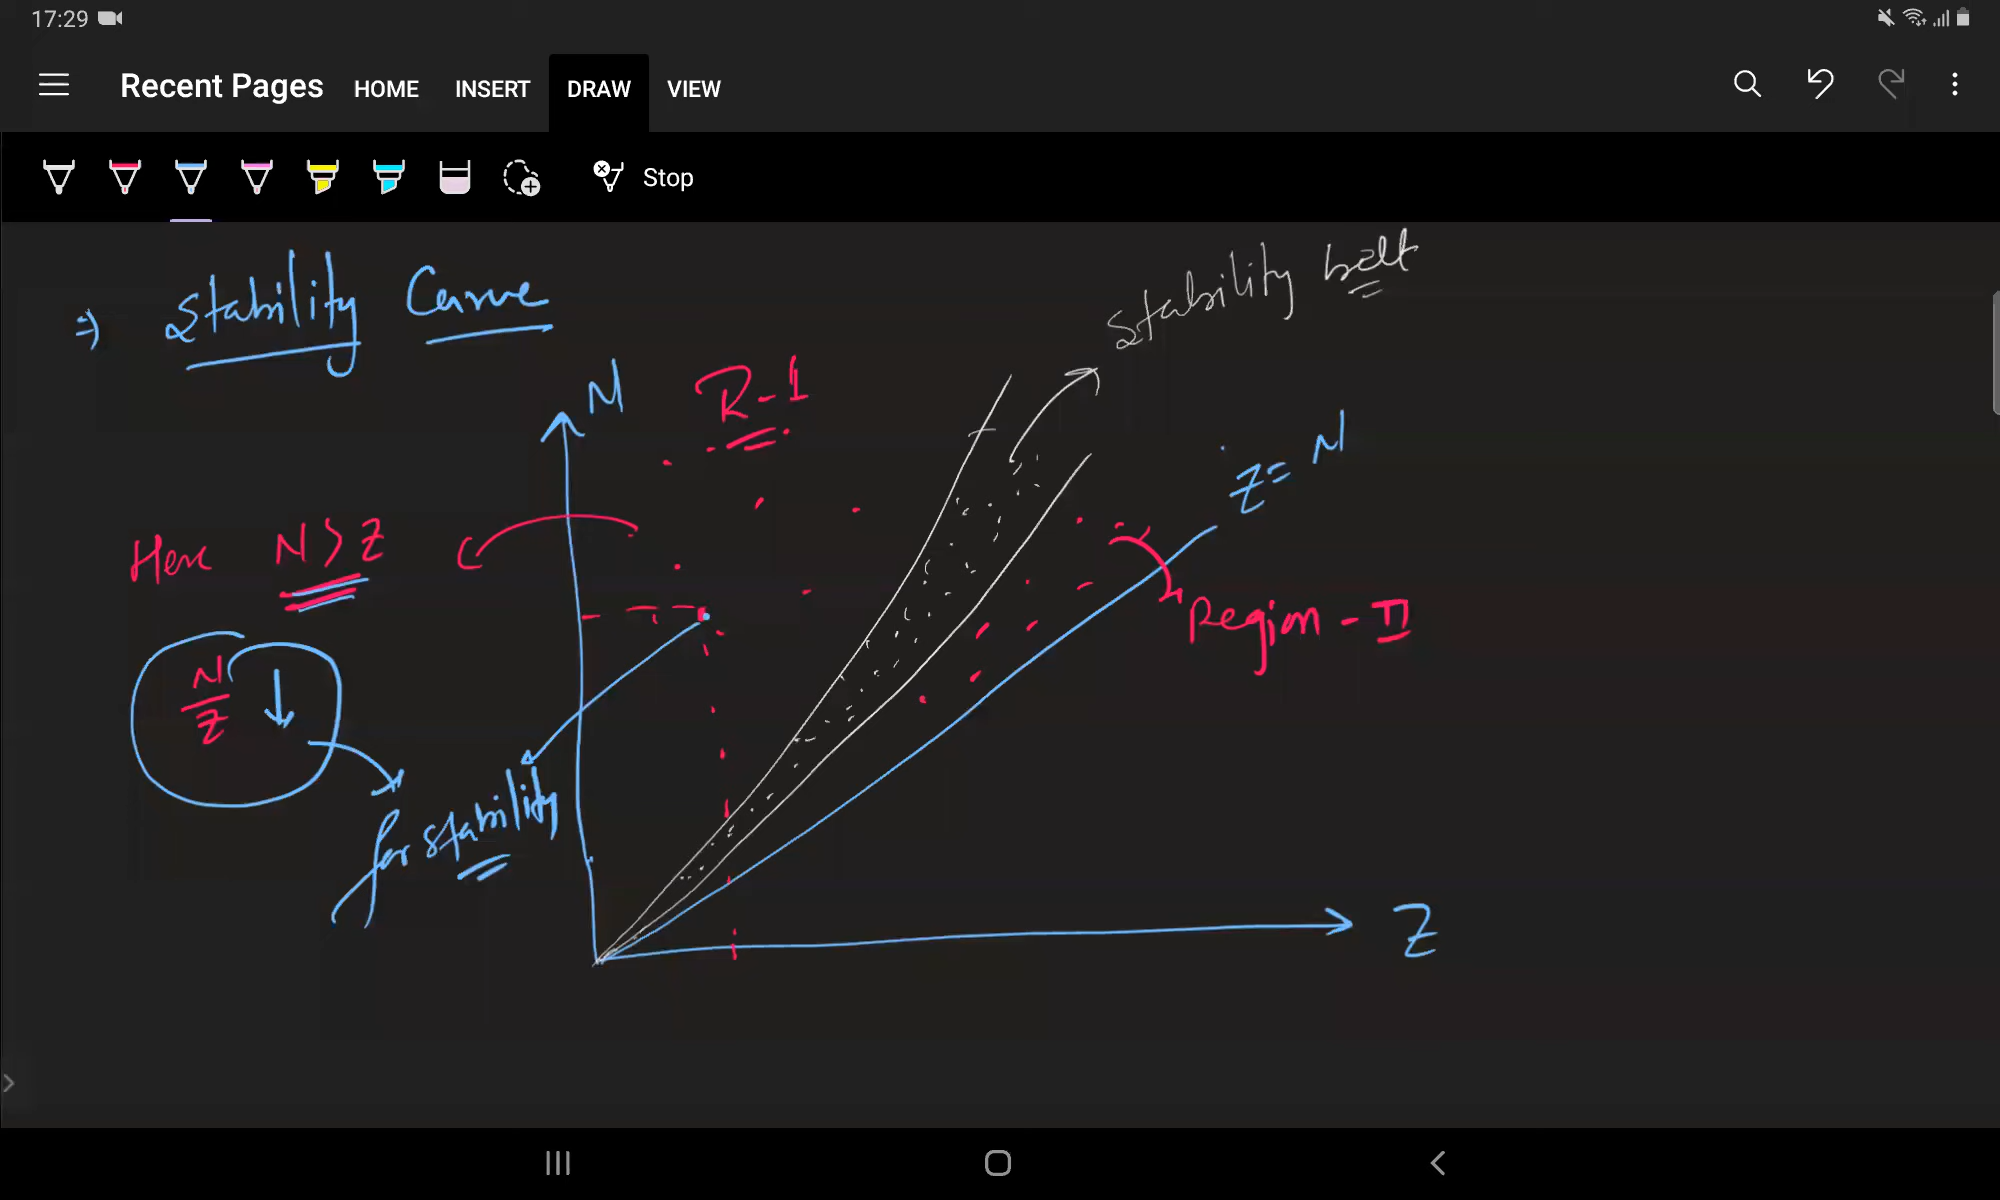 17:29
Recent Pages HOME INSERT DRAW VIEW
Stop
⇒ Stability Curve
Stability belt
N
R-1
Z = N
Here N > Z
Region - II
N/Z ↓
for stability
Z